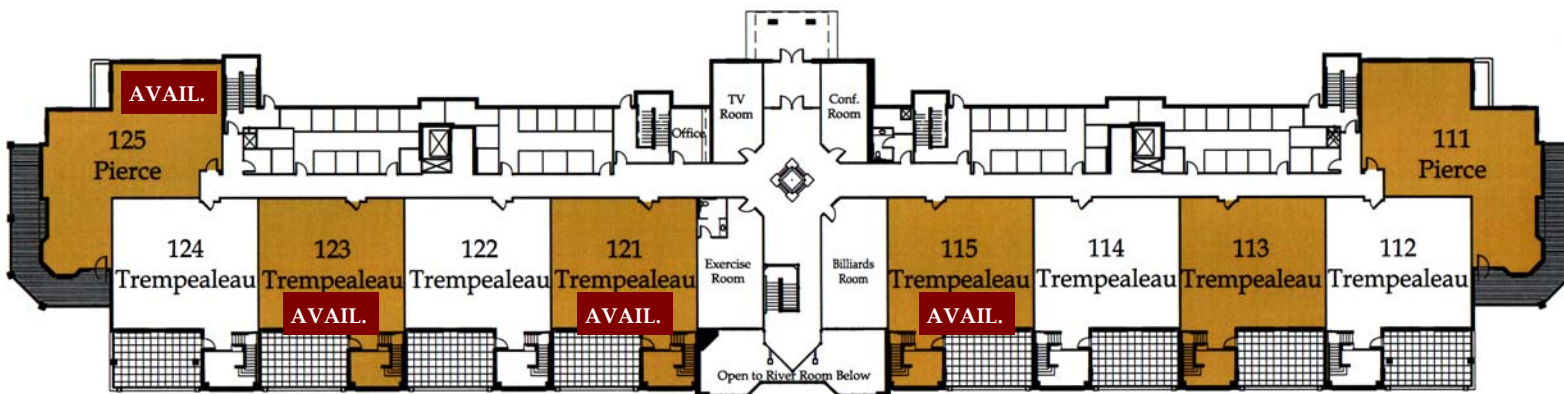 AVAIL.
125
Pierce
TV
Room
Conf.
Room
Office
111
Pierce
124
Trempealeau
123
Trempealeau
AVAIL.
122
Trempealeau
121
Trempealeau
AVAIL.
Exercise
Room
Billiards
Room
115
Trempealeau
AVAIL.
114
Trempealeau
113
Trempealeau
112
Trempealeau
Open to River Room Below